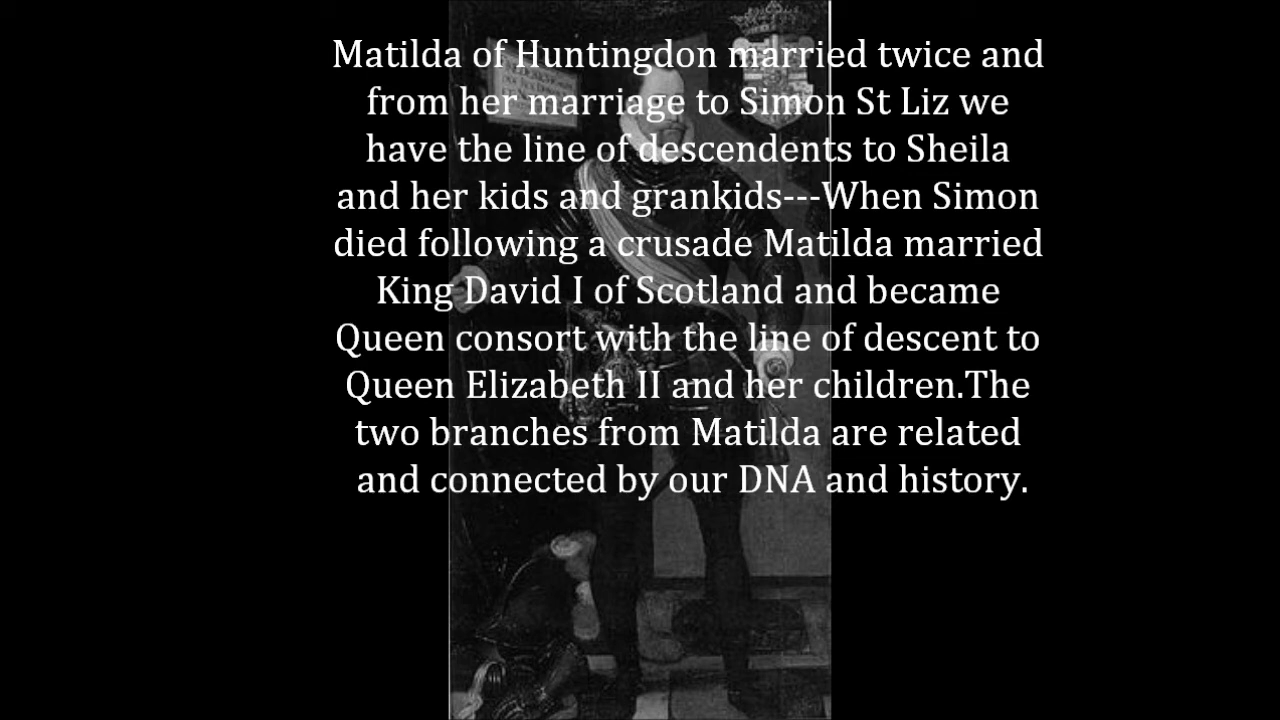 Matilda of Huntingdon married twice and
from her marriage to Simon St Liz we
have the line of descendents to Sheila
and her kids and grankids---When Simon
died following a crusade Matilda married
King David I of Scotland and became
Queen consort with the line of descent to
Queen Elizabeth II and her children.The
two branches from Matilda are related
and connected by our DNA and history.